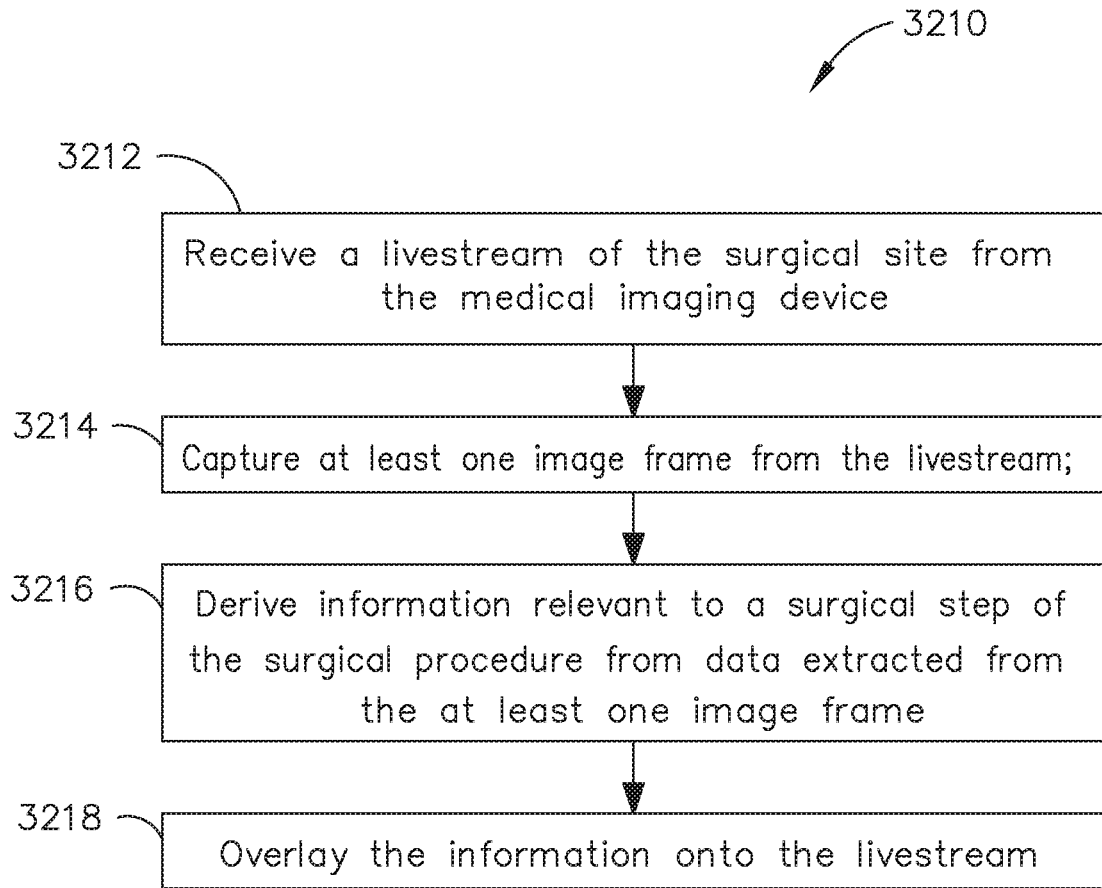 3210
3212
Receive a livestream of the surgical site from
the medical imaging device
3214
Capture at least one image frame from the livestream;
3216
Derive information relevant to a surgical step of
the surgical procedure from data extracted from
the at least one image frame
3218
Overlay the information onto the livestream